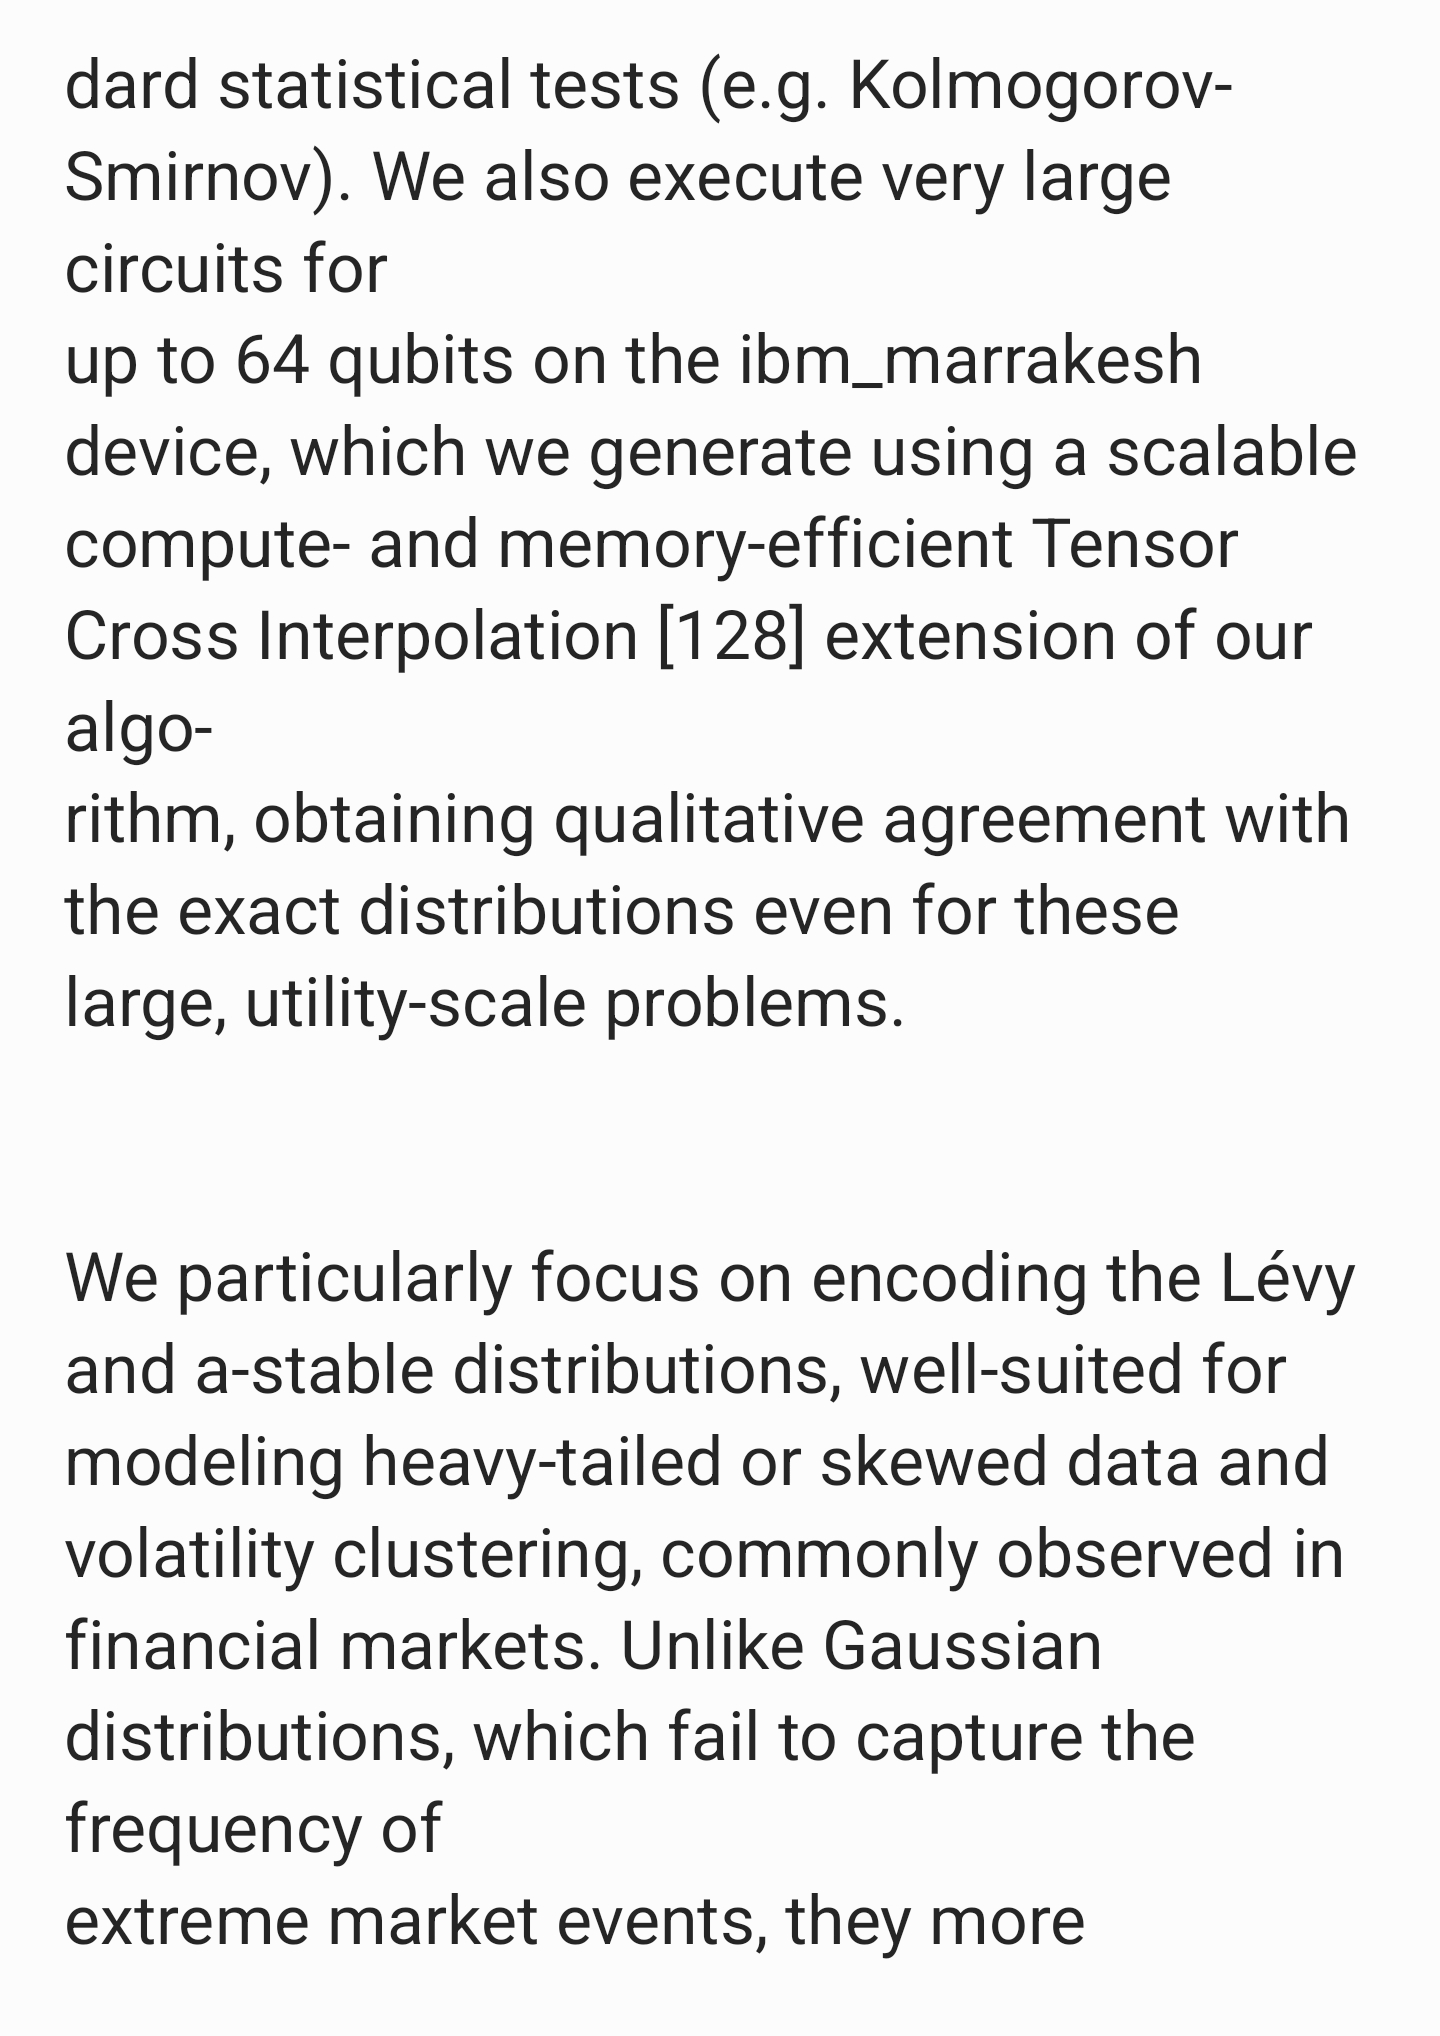 dard statistical tests (e.g. Kolmogorov-
Smirnov). We also execute very large
circuits for
up to 64 qubits on the ibm_marrakesh
device, which we generate using a scalable
compute- and memory-efficient Tensor
Cross Interpolation [128] extension of our
algo-
rithm, obtaining qualitative agreement with
the exact distributions even for these
large, utility-scale problems.
We particularly focus on encoding the Lévy
and a-stable distributions, well-suited for
modeling heavy-tailed or skewed data and
volatility clustering, commonly observed in
financial markets. Unlike Gaussian
distributions, which fail to capture the
frequency of
extreme market events, they more